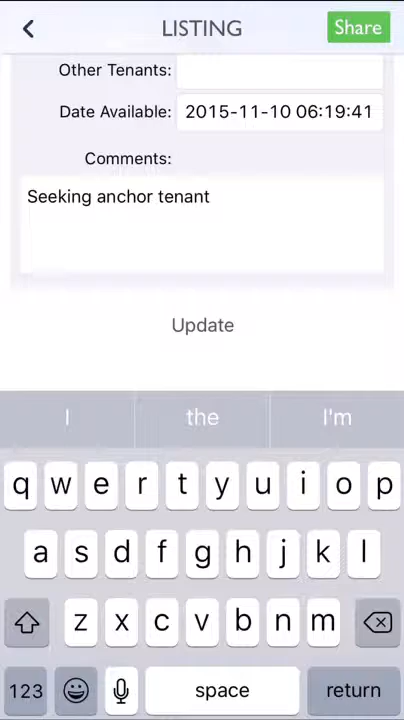 LISTING
Share
Other Tenants:
Date Available: 2015-11-10 06:19:41
Comments:
Seeking anchor tenant
Update
I the I'm
q w e r t y u i o p
a s d f g h j k l
z x c v b n m
123 space return